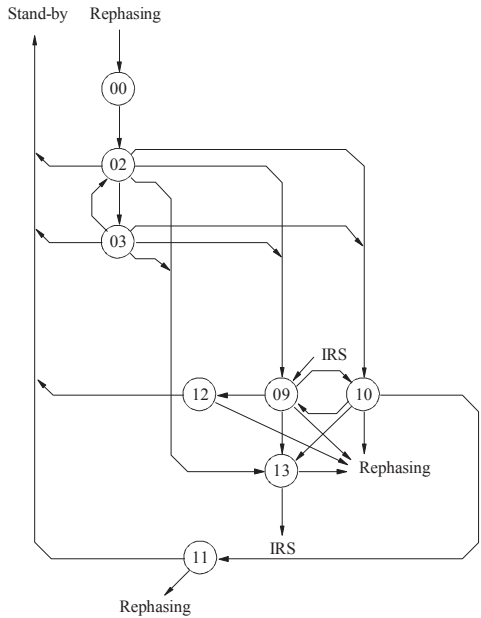 Stand-by Rephasing
00
02
03
IRS
12 09 10
Rephasing
13
IRS
11
Rephasing